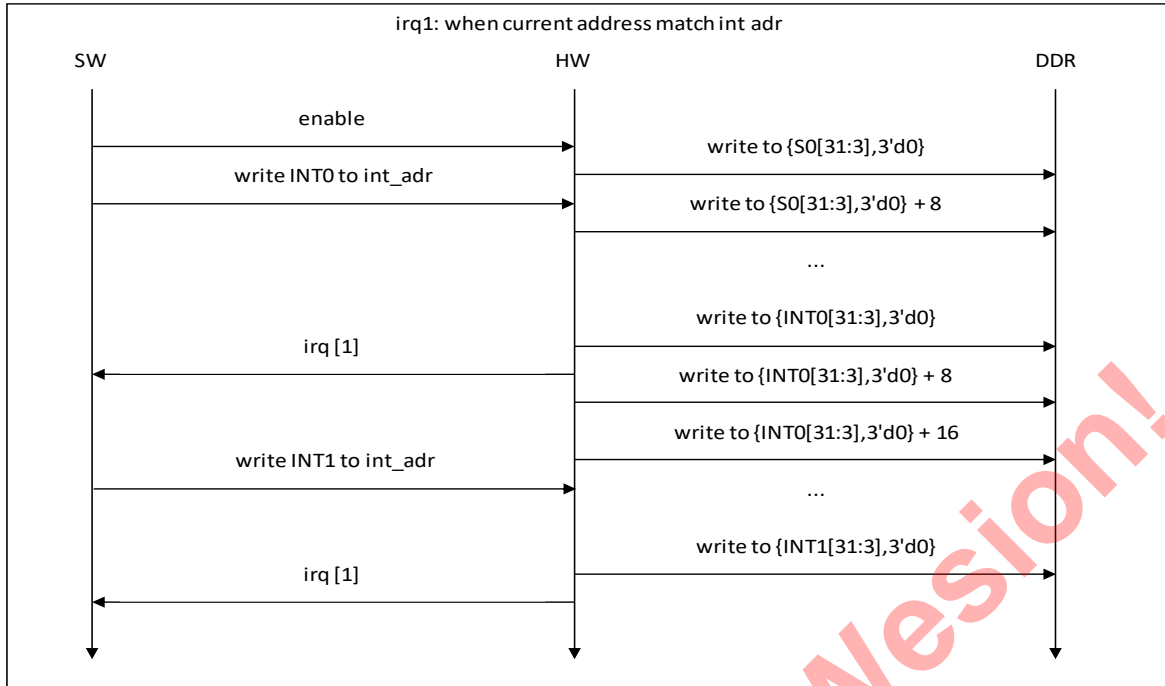 irq1: when current address match int adr
SW HW DDR
enable
write to {S0[31:3],3'd0}
write INT0 to int_adr
write to {S0[31:3],3'd0} + 8
...
write to {INT0[31:3],3'd0}
irq [1]
write to {INT0[31:3],3'd0} + 8
write to {INT0[31:3],3'd0} + 16
write INT1 to int_adr
...
write to {INT1[31:3],3'd0}
irq [1]
Wesion!